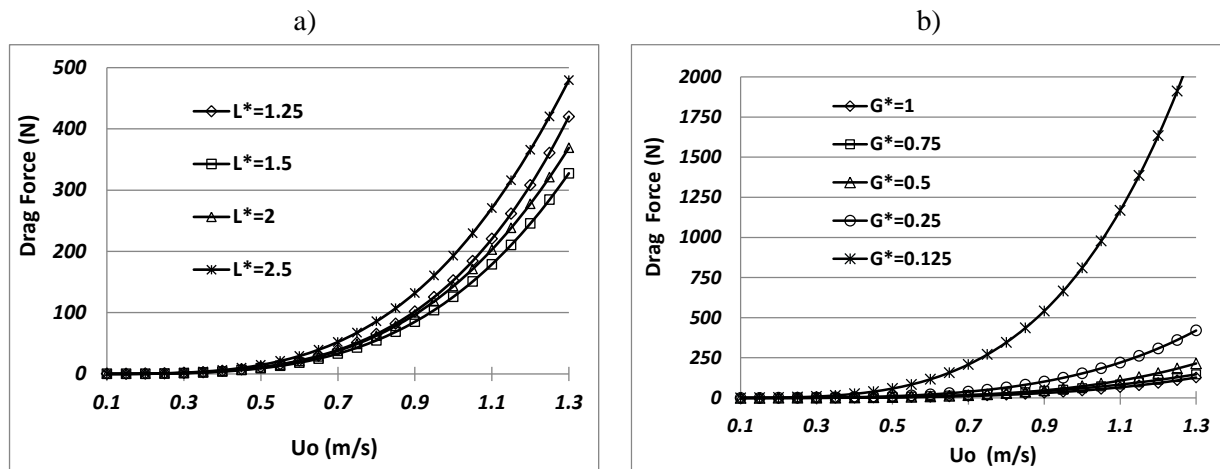 a)
500
400
300
200
100
0
Drag Force (N)
L*=1.25
L*=1.5
L*=2
L*=2.5
0.1 0.3 0.5 0.7 0.9 1.1 1.3
Uo (m/s)
b)
2000
1750
1500
1250
1000
750
500
250
0
Drag Force (N)
G*=1
G*=0.75
G*=0.5
G*=0.25
G*=0.125
0.1 0.3 0.5 0.7 0.9 1.1 1.3
Uo (m/s)